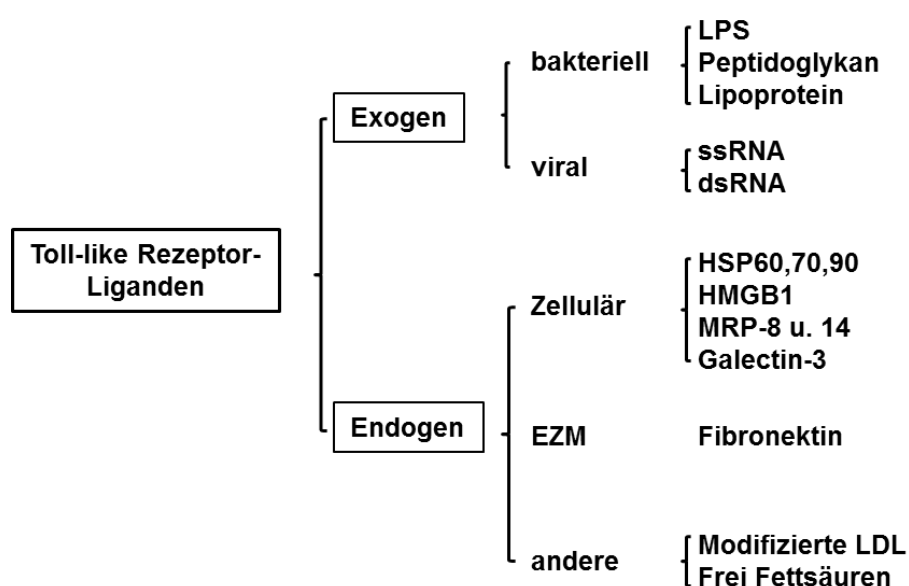 Toll-like Rezeptor-
Liganden
Exogen
bakteriell
LPS
Peptidoglykan
Lipoprotein
viral
ssRNA
dsRNA
Endogen
Zellulär
HSP60,70,90
HMGB1
MRP-8 u. 14
Galectin-3
EZM
Fibronektin
andere
Modifizierte LDL
Frei Fettsäuren